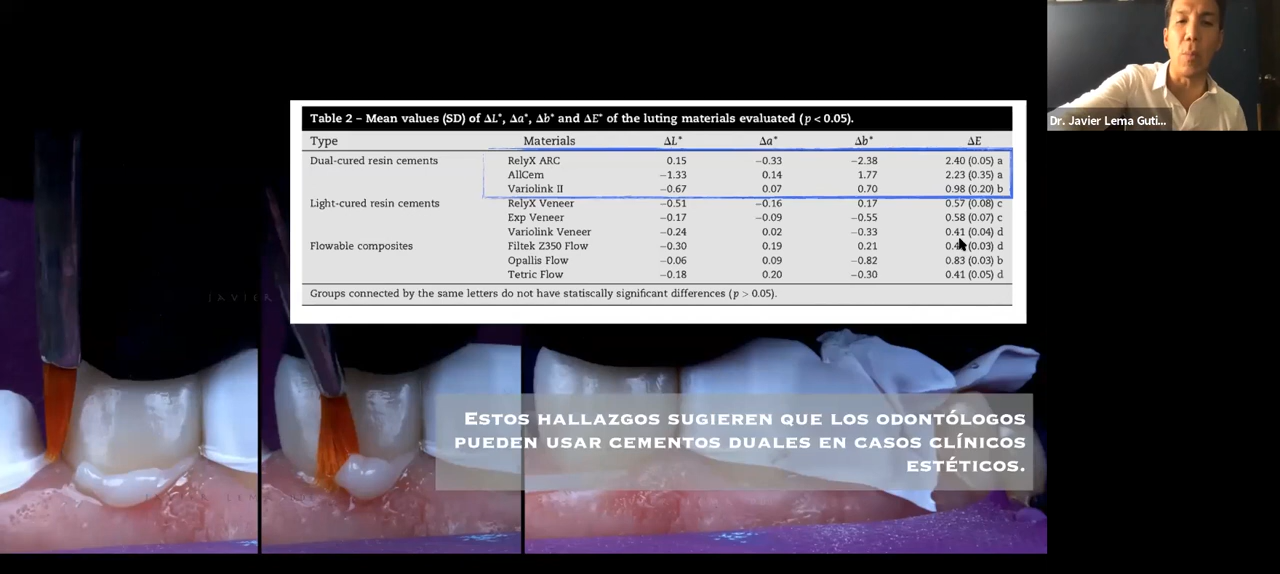 Dr. Javier Lema Guti...
Table 2 – Mean values (SD) of ΔL*, Δa*, Δb* and ΔE* of the luting materials evaluated (p < 0.05).
Type Materials ΔL* Δa* Δb* ΔE
Dual-cured resin cements RelyX ARC 0.15 −0.33 −2.38 2.40 (0.05) a
AllCem −1.33 0.14 1.77 2.23 (0.35) a
Variolink II −0.67 0.07 0.70 0.98 (0.20) b
Light-cured resin cements RelyX Veneer −0.51 −0.16 0.17 0.57 (0.08) c
Exp Veneer −0.17 −0.09 −0.55 0.58 (0.07) c
Variolink Veneer −0.24 0.02 −0.33 0.41 (0.04) d
Flowable composites Filtek Z350 Flow −0.30 0.19 0.21 (0.03) d
Opallis Flow −0.06 0.09 −0.82 0.83 (0.03) b
Tetric Flow −0.18 0.20 −0.30 0.41 (0.05) d
Groups connected by the same letters do not have statiscally significant differences (p > 0.05).
JAVIER
Estos hallazgos sugieren que los odontólogos
pueden usar cementos duales en casos clínicos
estéticos.